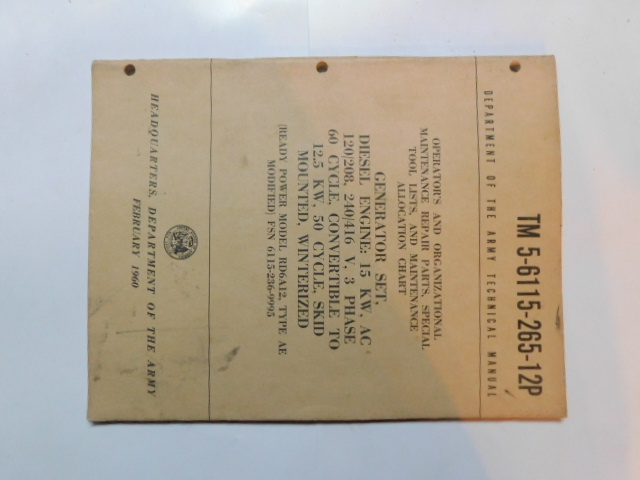 TM 5-6115-265-12P
DEPARTMENT OF THE ARMY TECHNICAL MANUAL
OPERATOR'S AND ORGANIZATIONAL
MAINTENANCE REPAIR PARTS, SPECIAL
TOOL LISTS, AND MAINTENANCE
ALLOCATION CHART
GENERATOR SET,
DIESEL ENGINE: 15 KW, AC
120/208, 240/416 V, 3 PHASE
60 CYCLE, CONVERTIBLE TO
12.5 KW, 50 CYCLE, SKID
MOUNTED, WINTERIZED
(READY POWER MODEL RD6A12, TYPE AE
MODIFIED) FSN 6115-236-9995
HEADQUARTERS, DEPARTMENT OF THE ARMY
FEBRUARY 1960